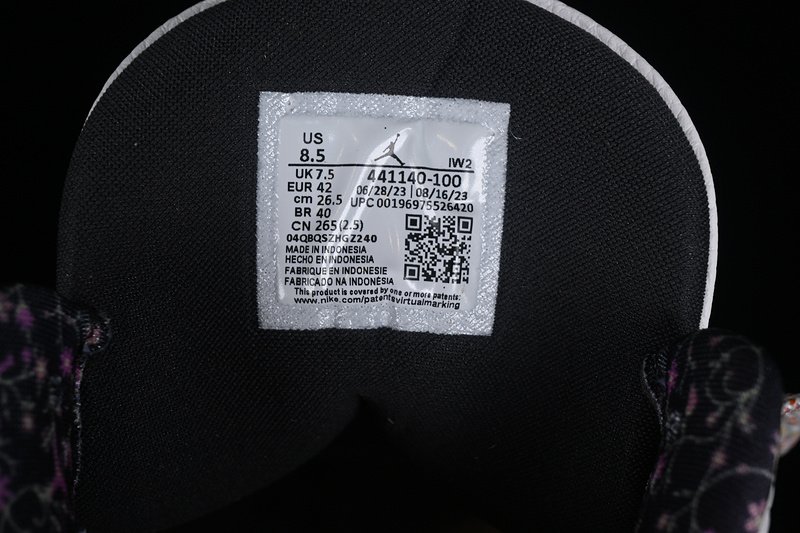 US
8.5
IW2
UK 7.5
441140-100
EUR 42
06/28/23 | 08/16/23
cm 26.5
UPC 00196975526420
BR 40
CN 265(2.5)
04QBQSZHGZ240
MADE IN INDONESIA
HECHO EN INDONESIA
FABRIQUE EN INDONESIE
FABRICADO NA INDONÉSIA
This product is covered by one or more patents:
www.nike.com/patentsvirtualmarking